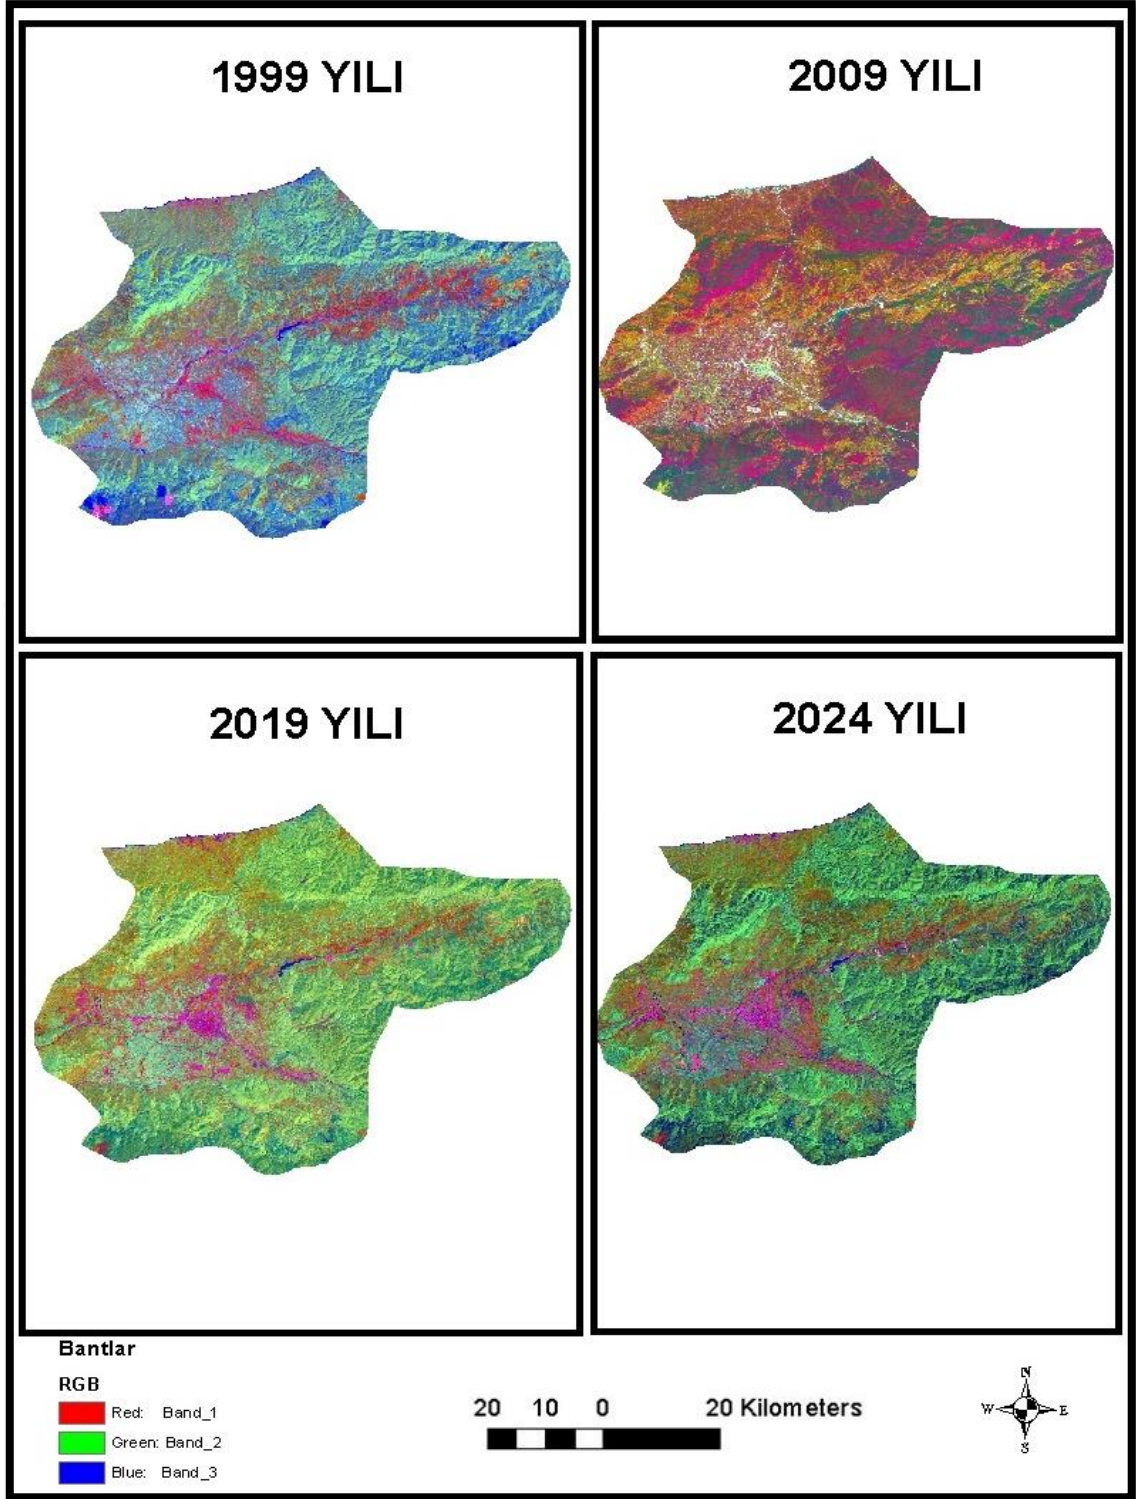 1999 YILI
2009 YILI
2019 YILI
2024 YILI
Bantlar
RGB
Red: Band_1
Green: Band_2
Blue: Band_3
20 10 0 20 Kilometers
N
W E
S